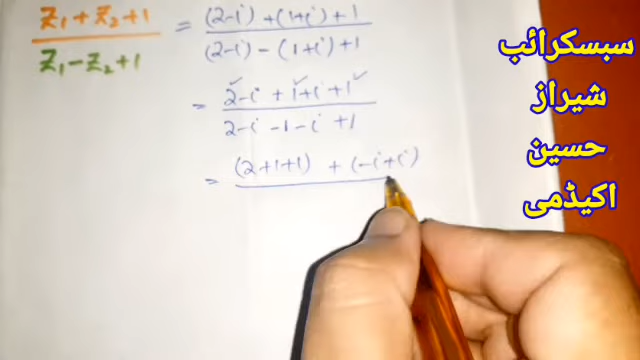 Z₁ + Z₂ + 1 / Z₁ - Z₂ + 1 = (2-i) + (1+i) + 1 / (2-i) - (1+i) + 1
= 2-i + 1+i + 1 / 2-i -1-i +1
= (2+1+1) + (-i+i)
سبسکرائب
شیراز
حسین
اکیڈمی